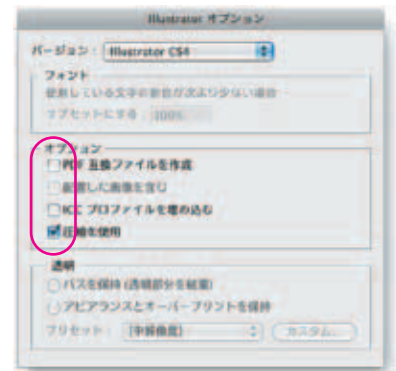 Illustrator オプション
バージョン： Illustrator CS4
フォント
使用している文字の割合が次より少ない場合
サブセットにする： 100%
オプション
PDF 互換ファイルを作成
配置した画像を含む
ICC プロファイルを埋め込む
圧縮を使用
透明
パスを保持 (透明部分を破棄)
アピアランスとオーバープリントを保持
プリセット： [中解像度] カスタム...